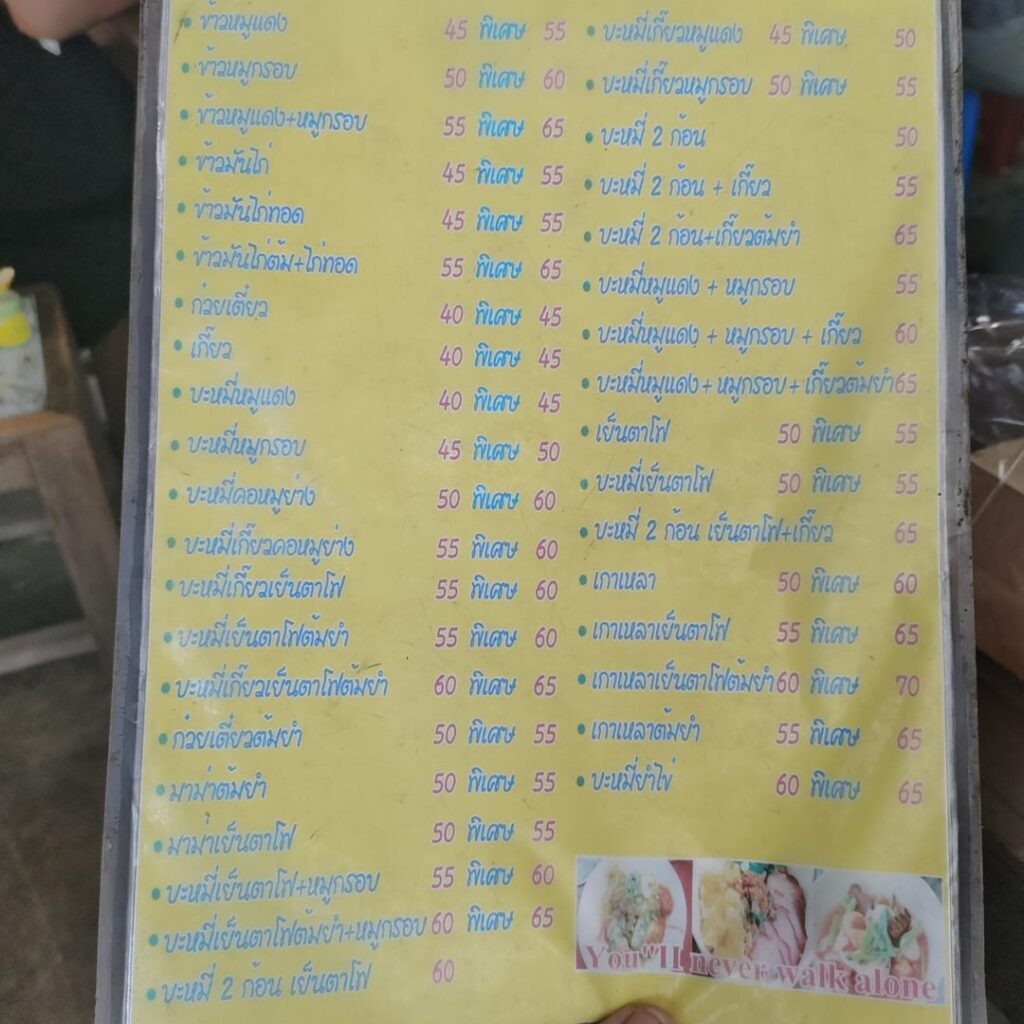 ข้าวหมูแดง 45 พิเศษ 55
ข้าวหมูกรอบ 50 พิเศษ 60
ข้าวหมูแดง+หมูกรอบ 55 พิเศษ 65
ข้าวมันไก่ 45 พิเศษ 55
ข้าวมันไก่ทอด 45 พิเศษ 55
ข้าวมันไก่ต้ม+ไก่ทอด 55 พิเศษ 65
ก๋วยเตี๋ยว 40 พิเศษ 45
เกี๊ยว 40 พิเศษ 45
บะหมี่หมูแดง 40 พิเศษ 45
บะหมี่หมูกรอบ 45 พิเศษ 50
บะหมี่คอหมูย่าง 50 พิเศษ 60
บะหมี่เกี๊ยวคอหมูย่าง 55 พิเศษ 60
บะหมี่เกี๊ยวเย็นตาโฟ 55 พิเศษ 60
บะหมี่เย็นตาโฟต้มยำ 55 พิเศษ 60
บะหมี่เกี๊ยวเย็นตาโฟต้มยำ 60 พิเศษ 65
ก๋วยเตี๋ยวต้มยำ 50 พิเศษ 55
มาม่าต้มยำ 50 พิเศษ 55
มาม่าเย็นตาโฟ 50 พิเศษ 55
บะหมี่เย็นตาโฟ+หมูกรอบ 55 พิเศษ 60
บะหมี่เย็นตาโฟต้มยำ+หมูกรอบ 60 พิเศษ 65
บะหมี่ 2 ก้อน เย็นตาโฟ 60
บะหมี่เกี๊ยวหมูแดง 45 พิเศษ 50
บะหมี่เกี๊ยวหมูกรอบ 50 พิเศษ 55
บะหมี่ 2 ก้อน 50
บะหมี่ 2 ก้อน + เกี๊ยว 55
บะหมี่ 2 ก้อน+เกี๊ยวต้มยำ 65
บะหมี่หมูแดง + หมูกรอบ 55
บะหมี่หมูแดง + หมูกรอบ + เกี๊ยว 60
บะหมี่หมูแดง + หมูกรอบ + เกี๊ยวต้มยำ 65
เย็นตาโฟ 50 พิเศษ 55
บะหมี่เย็นตาโฟ 50 พิเศษ 55
บะหมี่ 2 ก้อน เย็นตาโฟ+เกี๊ยว 65
เกาเหลา 50 พิเศษ 60
เกาเหลาเย็นตาโฟ 55 พิเศษ 65
เกาเหลาเย็นตาโฟต้มยำ 60 พิเศษ 70
เกาเหลาต้มยำ 55 พิเศษ 65
บะหมี่ยำไข่ 60 พิเศษ 65
You"ll never walk alone